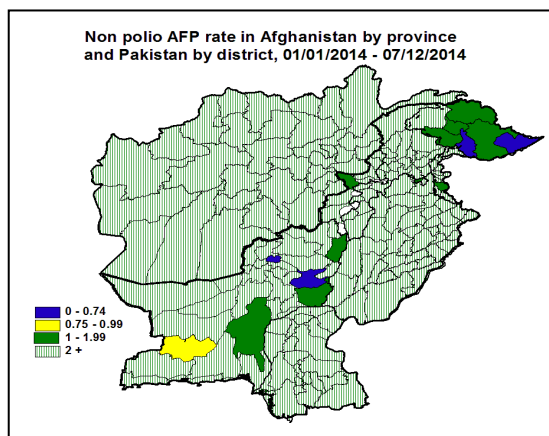 Non polio AFP rate in Afghanistan by province
and Pakistan by district, 01/01/2014 - 07/12/2014
0 - 0.74
0.75 - 0.99
1 - 1.99
2 +